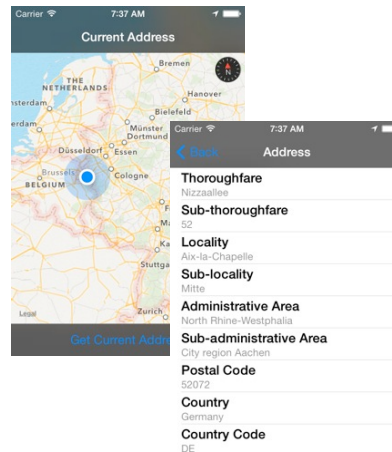 Carrier 7:37 AM
Current Address
Bremen
THE
NETHERLANDS
Hanover
nsterdam
Bielefeld
erdam
Münster
Dortmund
Düsseldorf Essen
Brussels
Cologne
BELGIUM
Stuttga
Zurich
Legal
Get Current Addre
Carrier 7:37 AM
Back Address
Thoroughfare
Nizzaallee
Sub-thoroughfare
52
Locality
Aix-la-Chapelle
Sub-locality
Mitte
Administrative Area
North Rhine-Westphalia
Sub-administrative Area
City region Aachen
Postal Code
52072
Country
Germany
Country Code
DE